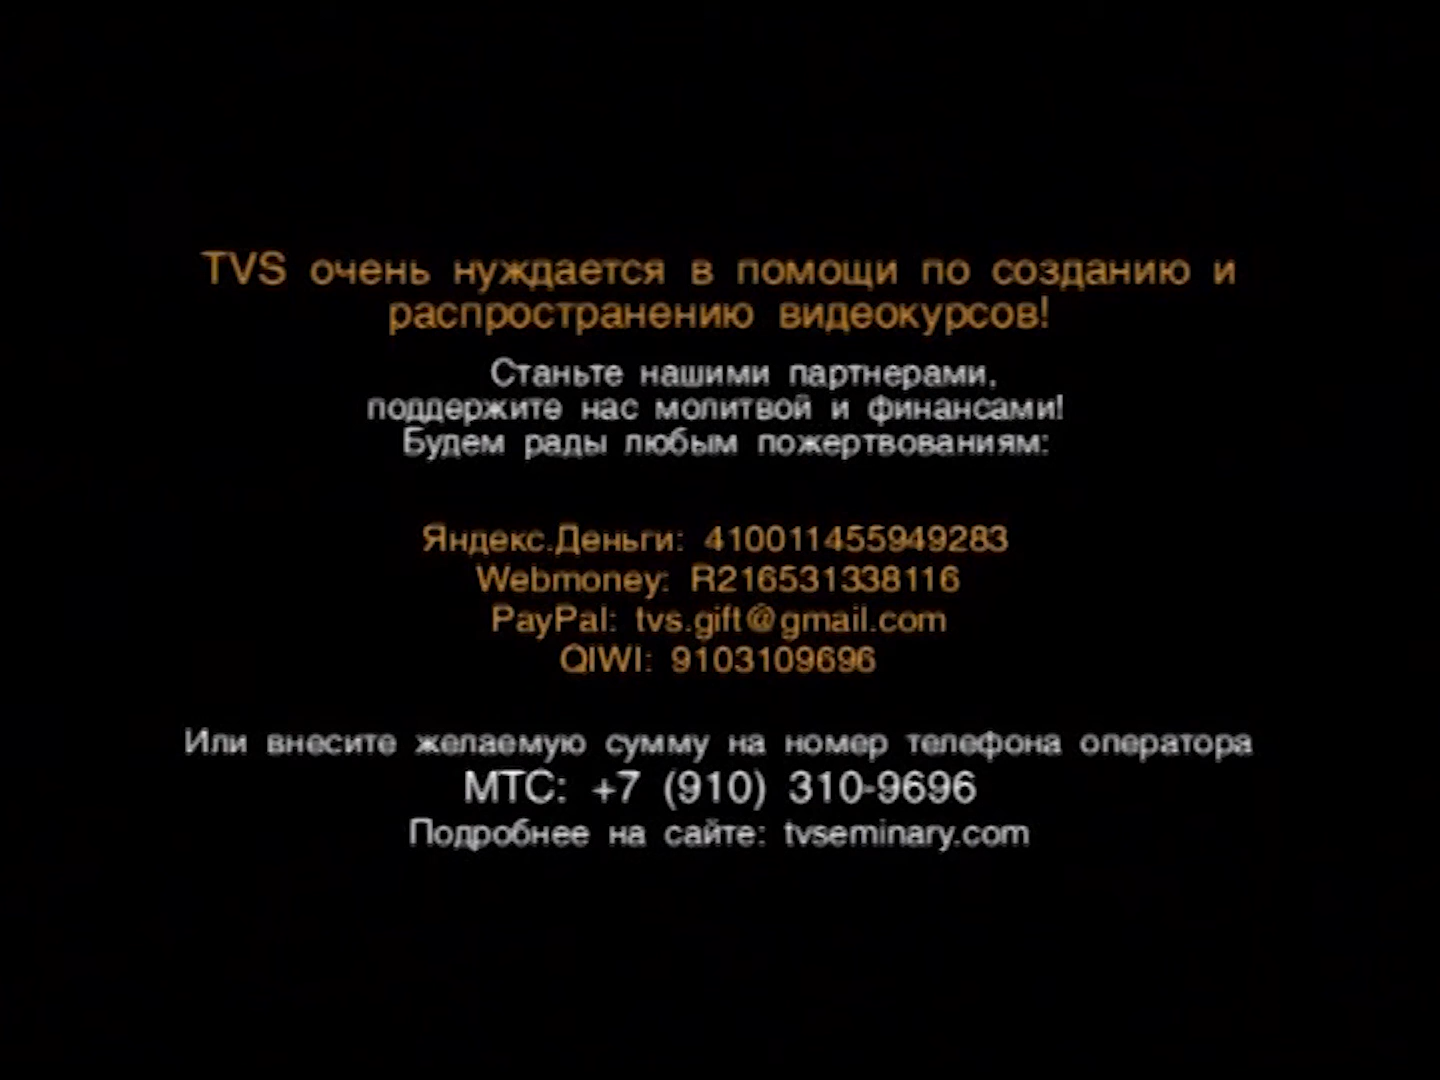 TVS очень нуждается в помощи по созданию и
распространению видеокурсов!
Станьте нашими партнерами,
поддержите нас молитвой и финансами!
Будем рады любым пожертвованиям:
Яндекс.Деньги: 410011455949283
Webmoney: R216531338116
PayPal: tvs.gift@gmail.com
QIWI: 9103109696
Или внесите желаемую сумму на номер телефона оператора
МТС: +7 (910) 310-9696
Подробнее на сайте: tvseminary.com